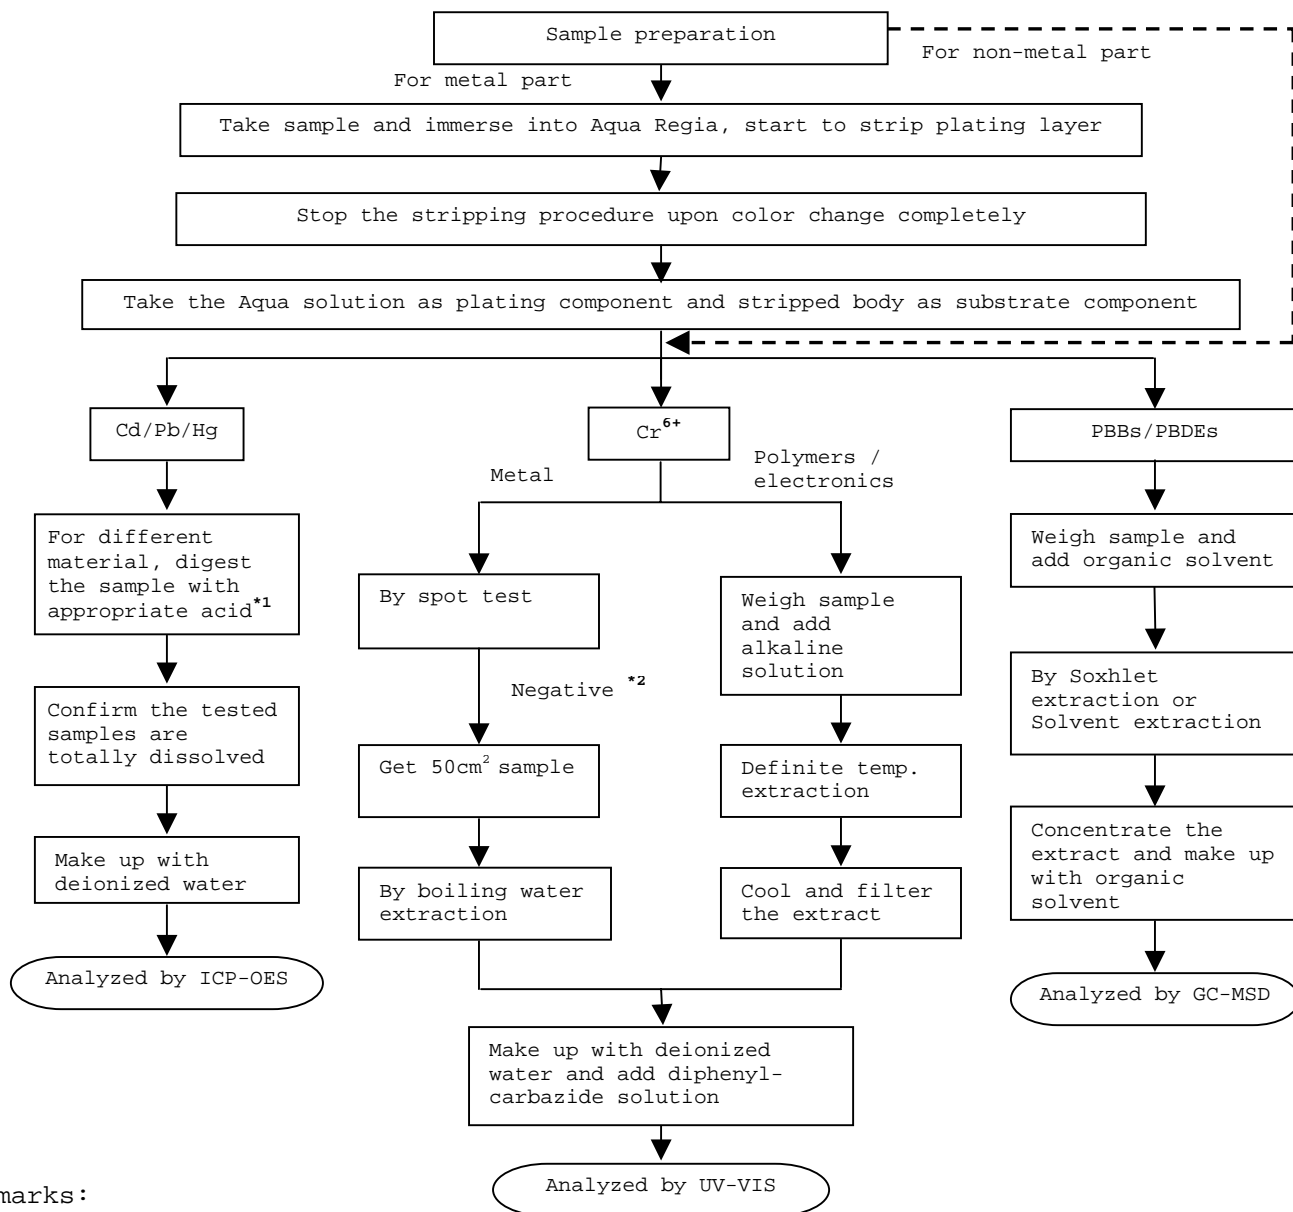 Sample preparation
For non-metal part
For metal part
Take sample and immerse into Aqua Regia, start to strip plating layer
Stop the stripping procedure upon color change completely
Take the Aqua solution as plating component and stripped body as substrate component
Cd/Pb/Hg
Cr6+
PBBs/PBDEs
Metal
Polymers /
electronics
For different
material, digest
the sample with
appropriate acid*1
Confirm the tested
samples are
totally dissolved
Make up with
deionized water
Analyzed by ICP-OES
By spot test
Negative *2
Get 50cm2 sample
By boiling water
extraction
Weigh sample
and add
alkaline
solution
Definite temp.
extraction
Cool and filter
the extract
Make up with deionized
water and add diphenyl-
carbazide solution
Analyzed by UV-VIS
Weigh sample and
add organic solvent
By Soxhlet
extraction or
Solvent extraction
Concentrate the
extract and make up
with organic
solvent
Analyzed by GC-MSD
marks: